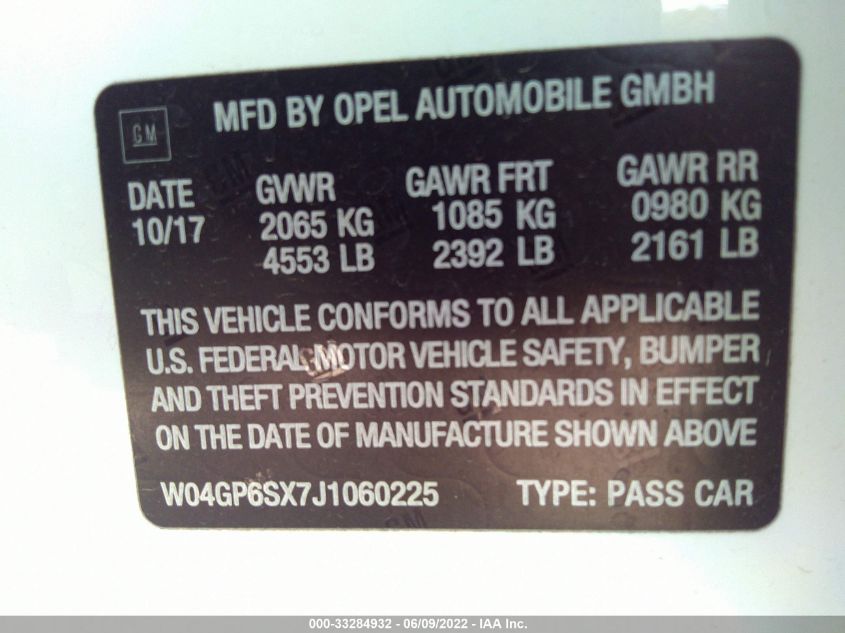 MFD BY OPEL AUTOMOBILE GMBH
GM
DATE GVWR GAWR FRT GAWR RR
10/17 2065 KG 1085 KG 0980 KG
4553 LB 2392 LB 2161 LB
THIS VEHICLE CONFORMS TO ALL APPLICABLE
U.S. FEDERAL MOTOR VEHICLE SAFETY, BUMPER
AND THEFT PREVENTION STANDARDS IN EFFECT
ON THE DATE OF MANUFACTURE SHOWN ABOVE
W04GP6SX7J1060225 TYPE: PASS CAR
000-33284932 - 06/09/2022 - IAA Inc.